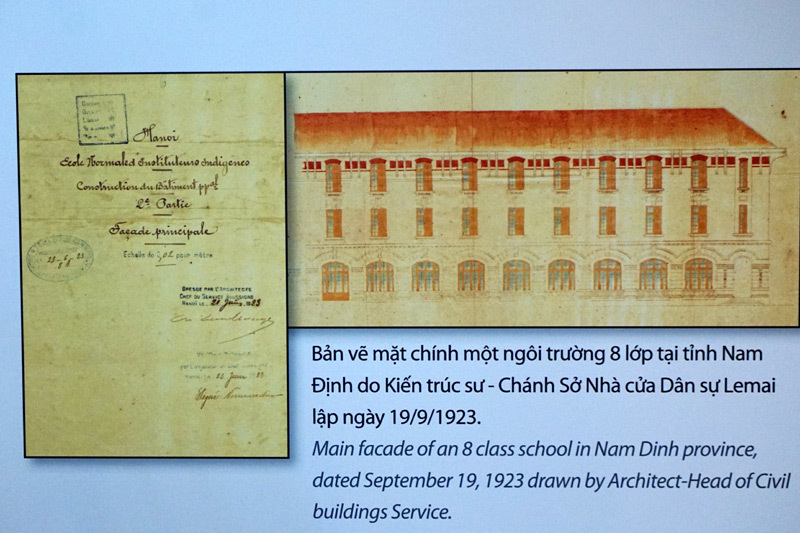 Hanoi
Ecole Normale d'Instituteurs Indigènes
Construction du Bâtiment ppal
2e Partie
Façade principale
Echelle de 0,02 pour mètre
23-6-23
DRESSÉ PAR L'ARCHITECTE
CHEF DU SERVICE
HANOI LE 21 Juin 1923
Bản vẽ mặt chính một ngôi trường 8 lớp tại tỉnh Nam
Định do Kiến trúc sư - Chánh Sở Nhà cửa Dân sự Lemai
lập ngày 19/9/1923.
Main facade of an 8 class school in Nam Dinh province,
dated September 19, 1923 drawn by Architect-Head of Civil
buildings Service.